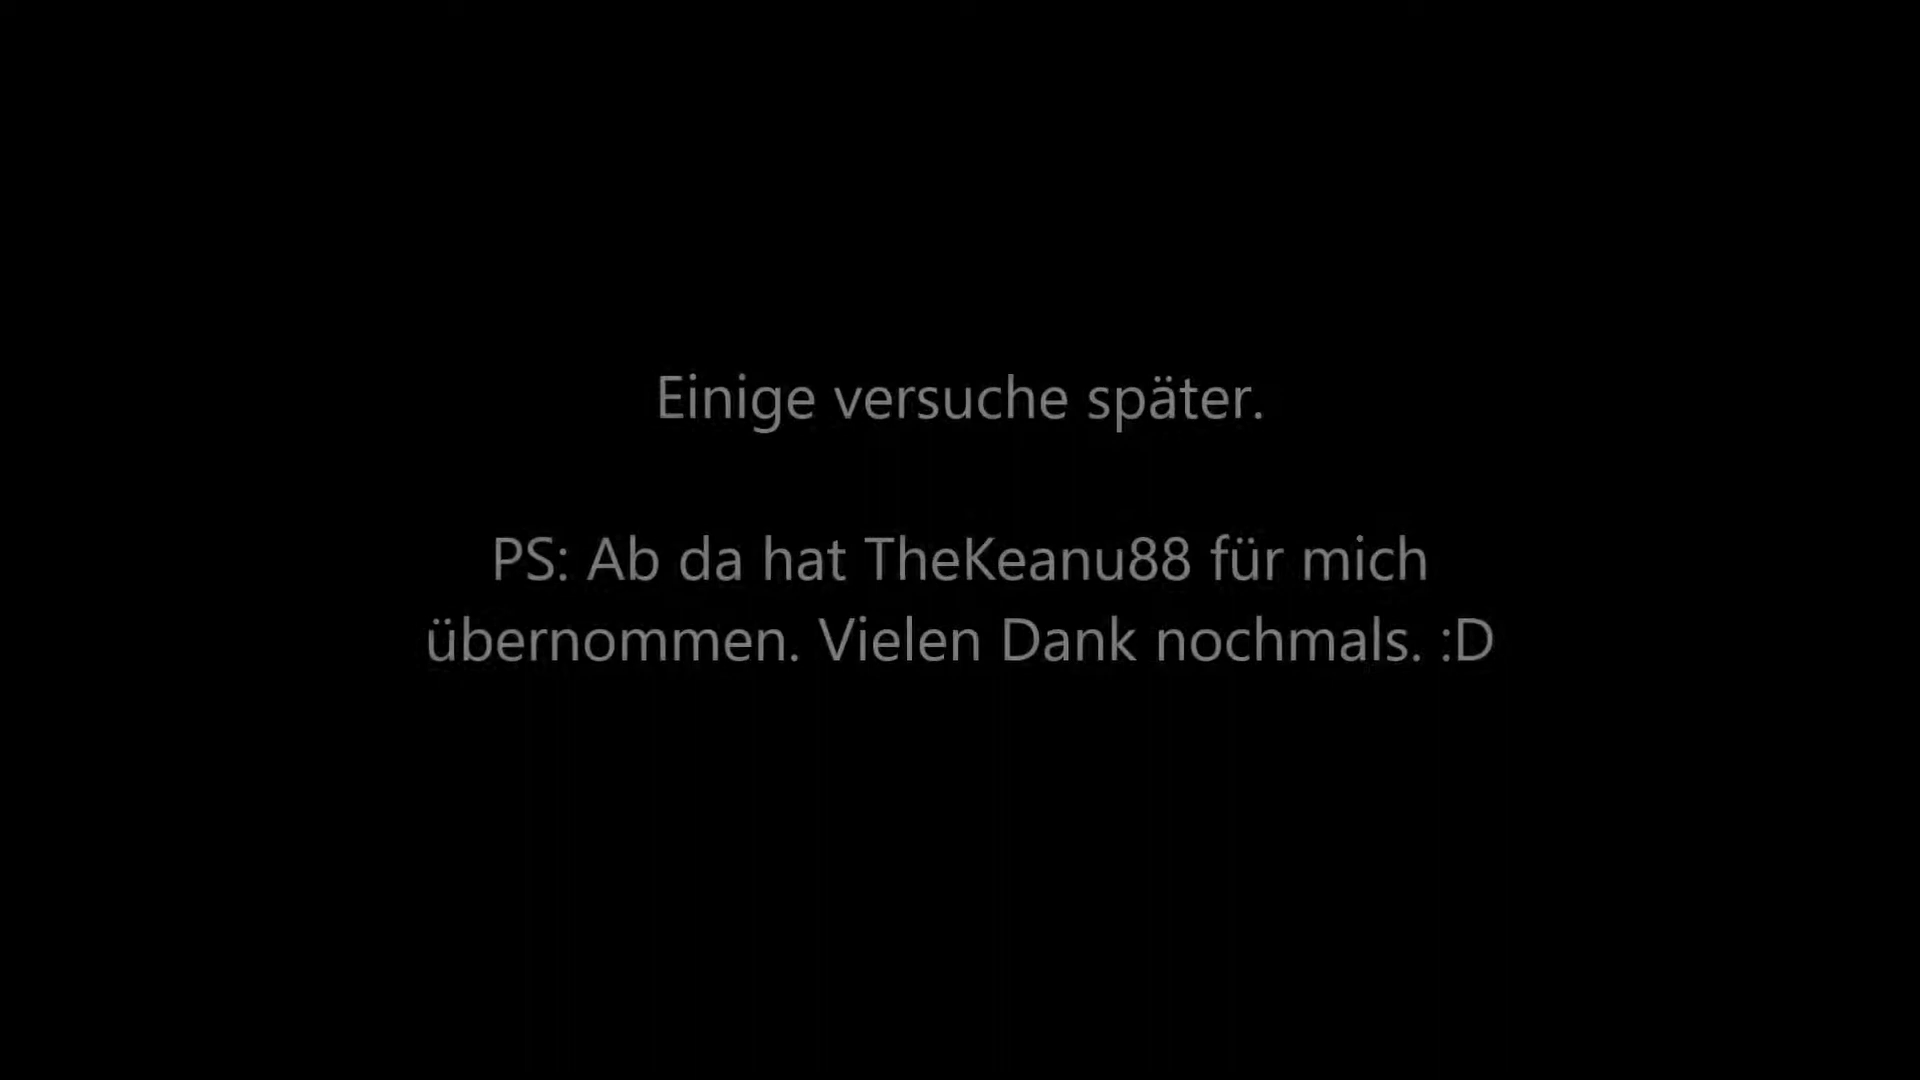 Einige versuche später.
PS: Ab da hat TheKeanu88 für mich
übernommen. Vielen Dank nochmals. :D